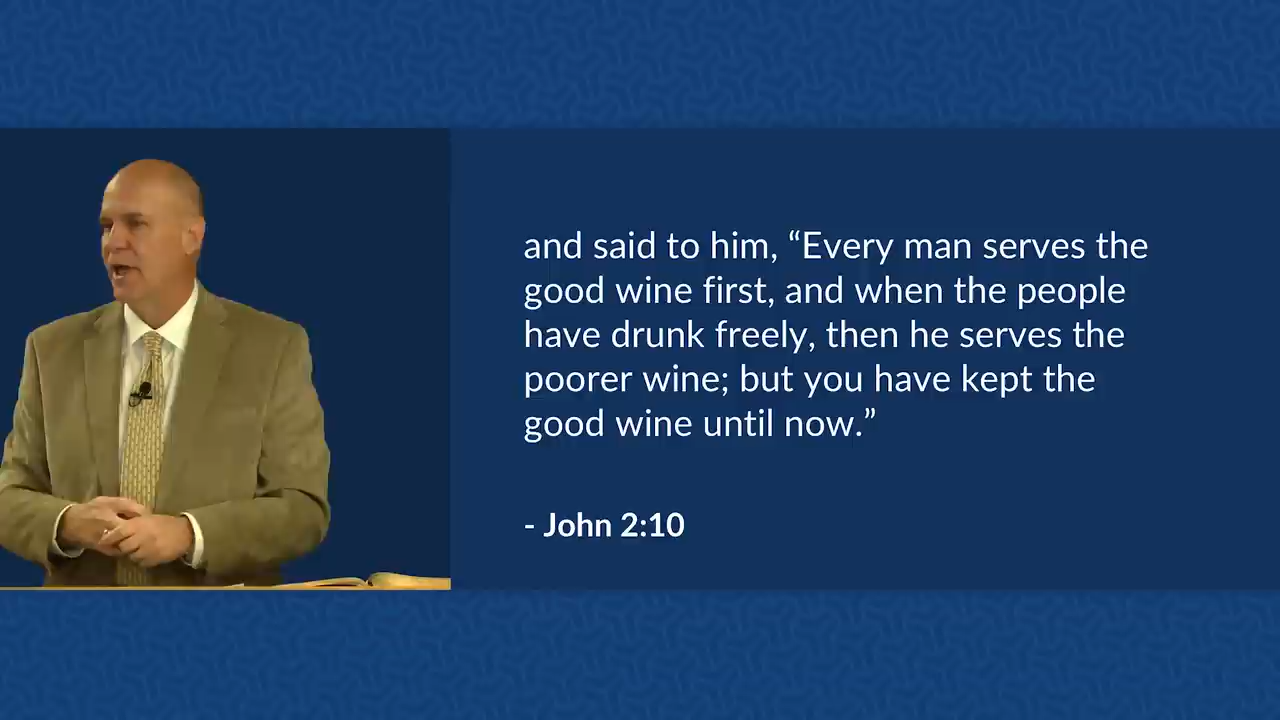 and said to him, “Every man serves the
good wine first, and when the people
have drunk freely, then he serves the
poorer wine; but you have kept the
good wine until now.”
- John 2:10